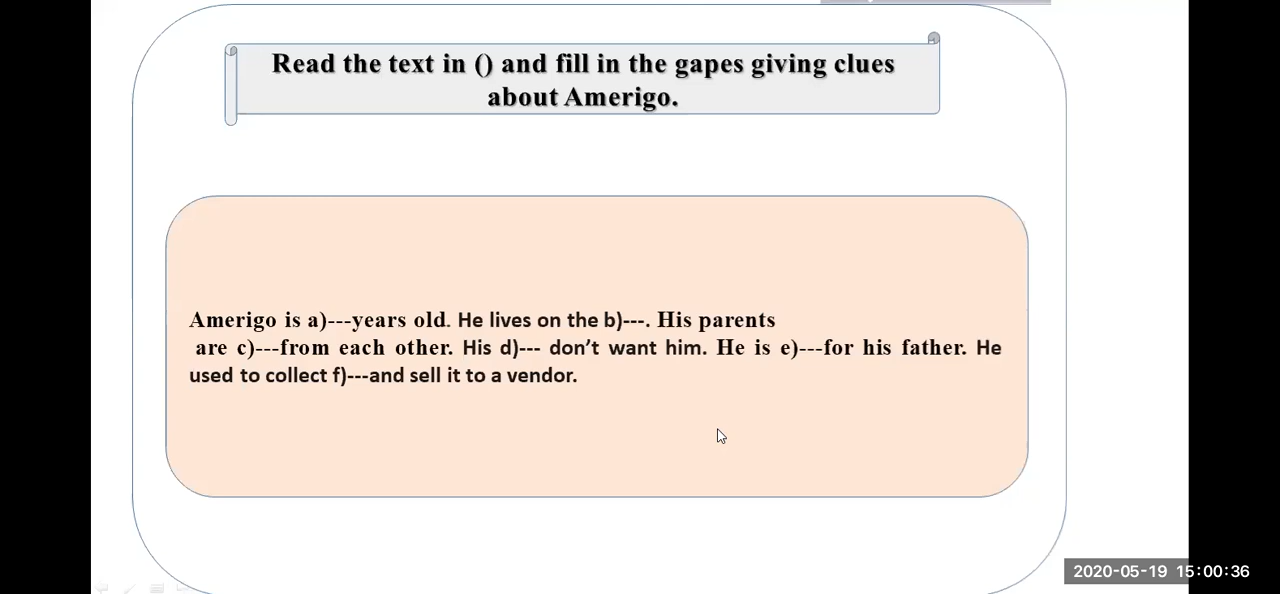 Read the text in () and fill in the gapes giving clues
about Amerigo.
Amerigo is a)---years old. He lives on the b)---. His parents
are c)---from each other. His d)--- don’t want him. He is e)---for his father. He
used to collect f)---and sell it to a vendor.
2020-05-19 15:00:36